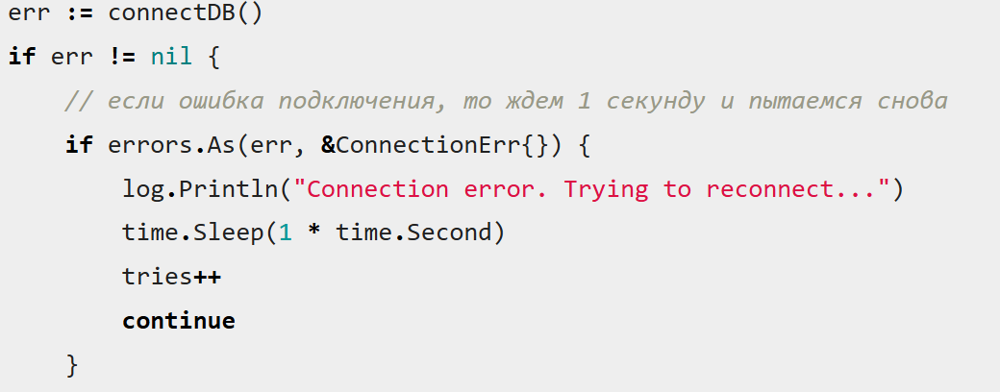 err := connectDB()
if err != nil {
    // если ошибка подключения, то ждем 1 секунду и пытаемся снова
    if errors.As(err, &ConnectionErr{}) {
        log.Println("Connection error. Trying to reconnect...")
        time.Sleep(1 * time.Second)
        tries++
        continue
    }